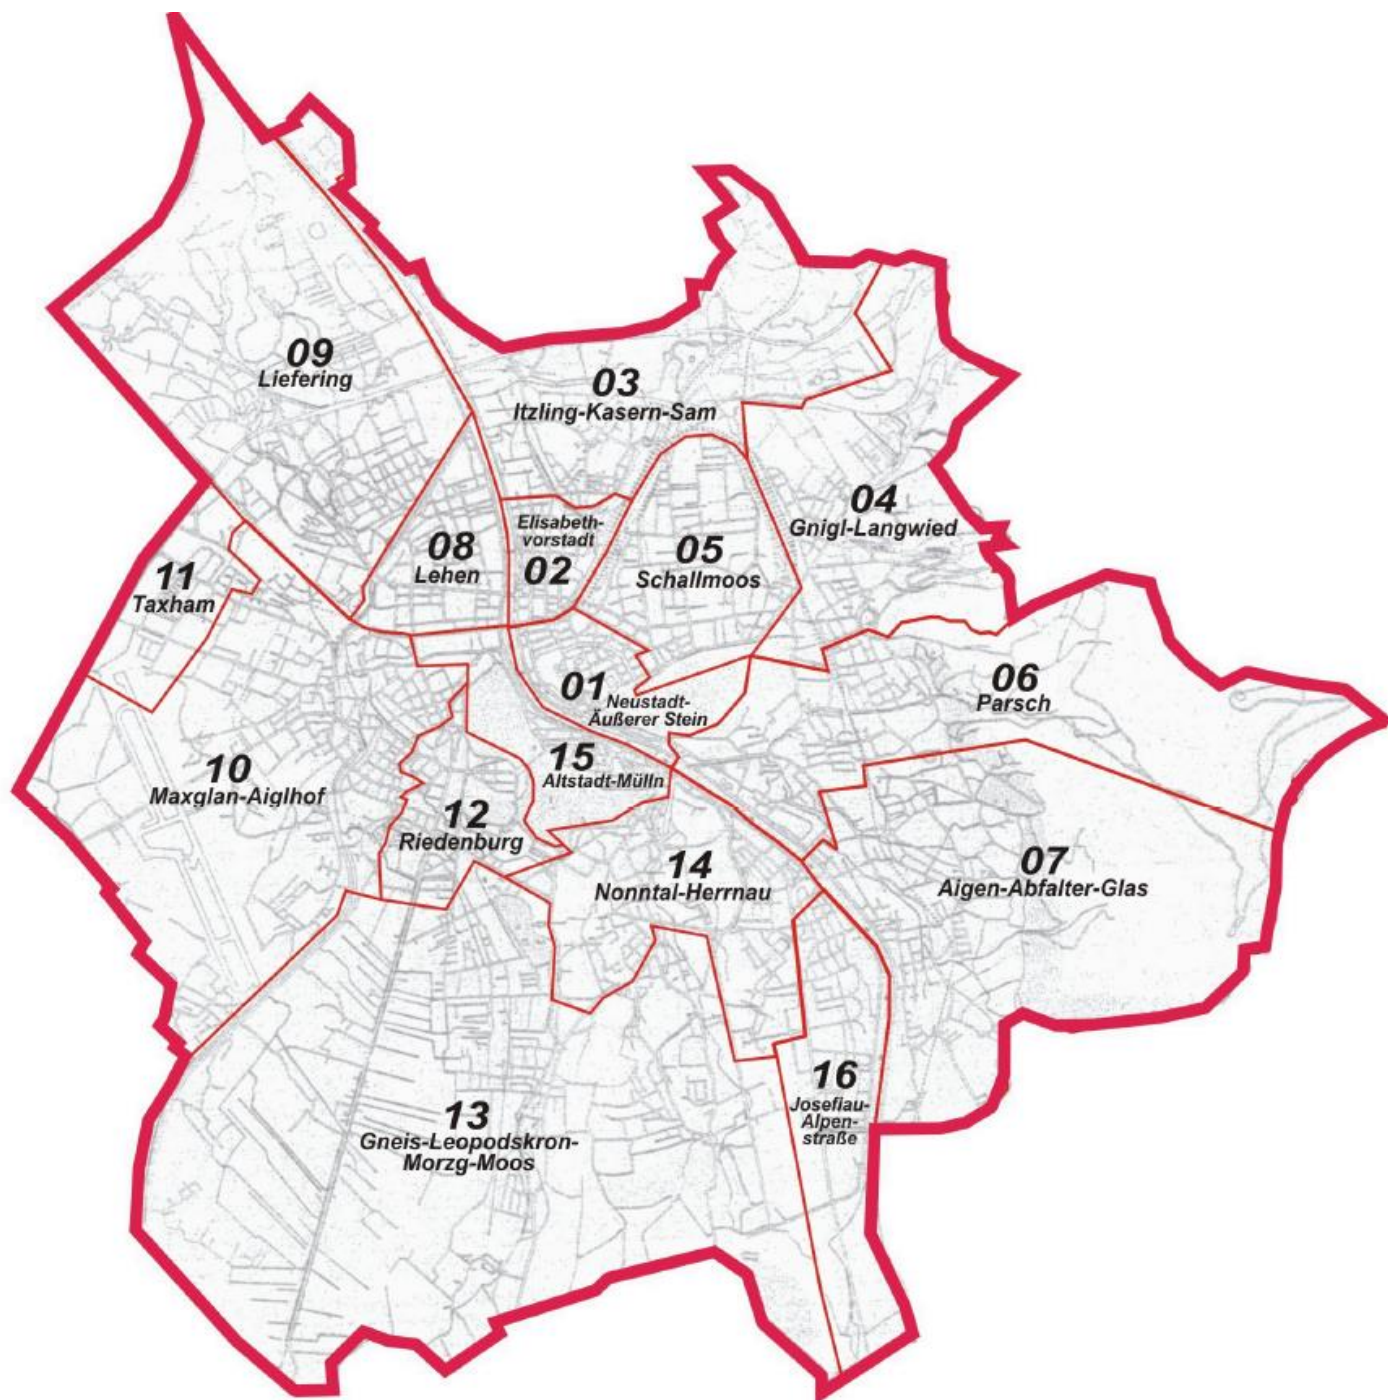 09
Liefering
03
Itzling-Kasern-Sam
04
Gnigl-Langwied
Elisabeth-
vorstadt
02
08
Lehen
05
Schallmoos
11
Taxham
01
Neustadt-
Äußerer Stein
06
Parsch
10
Maxglan-Aiglhof
15
Altstadt-Mülln
12
Riedenburg
14
Nonntal-Herrnau
07
Aigen-Abfalter-Glas
16
Josefiau-
Alpen-
straße
13
Gneis-Leopodskron-
Morzg-Moos